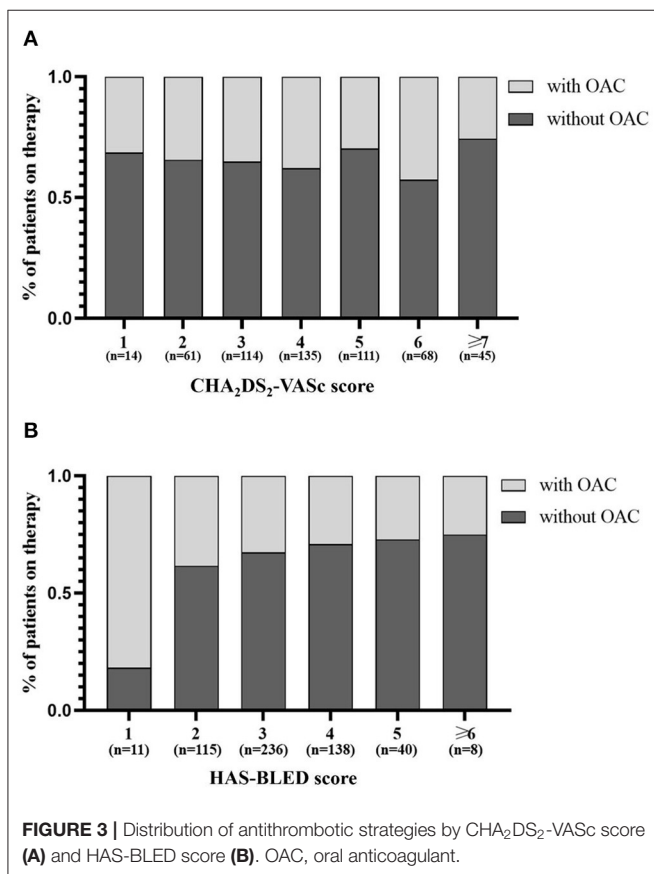 A
1.0
0.5
0.0
% of patients on therapy
with OAC
without OAC
1 2 3 4 5 6 ≥7
(n=14) (n=61) (n=114) (n=135) (n=111) (n=68) (n=45)
CHA₂DS₂-VASc score
B
1.0
0.5
0.0
% of patients on therapy
with OAC
without OAC
1 2 3 4 5 ≥6
(n=11) (n=115) (n=236) (n=138) (n=40) (n=8)
HAS-BLED score
FIGURE 3 | Distribution of antithrombotic strategies by CHA₂DS₂-VASc score
(A) and HAS-BLED score (B). OAC, oral anticoagulant.